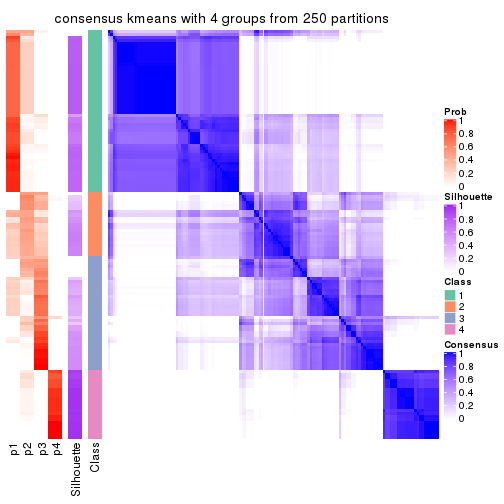 consensus kmeans with 4 groups from 250 partitions
Prob
1
0.8
0.6
0.4
0.2
0
Silhouette
1
0.8
0.6
0.4
0.2
0
Class
1
2
3
4
Consensus
1
0.8
0.6
0.4
0.2
0
p1
p2
p3
p4
Silhouette
Class